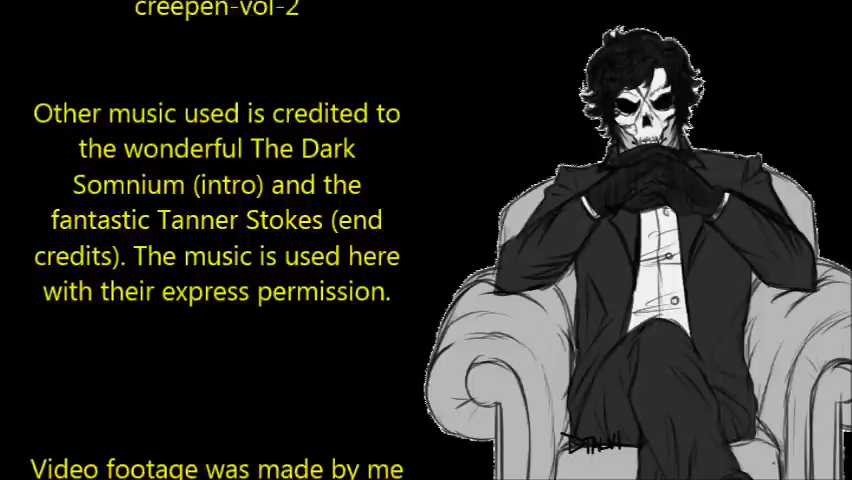 creepen-vol-2
Other music used is credited to
the wonderful The Dark
Somnium (intro) and the
fantastic Tanner Stokes (end
credits). The music is used here
with their express permission.
Video footage was made by me